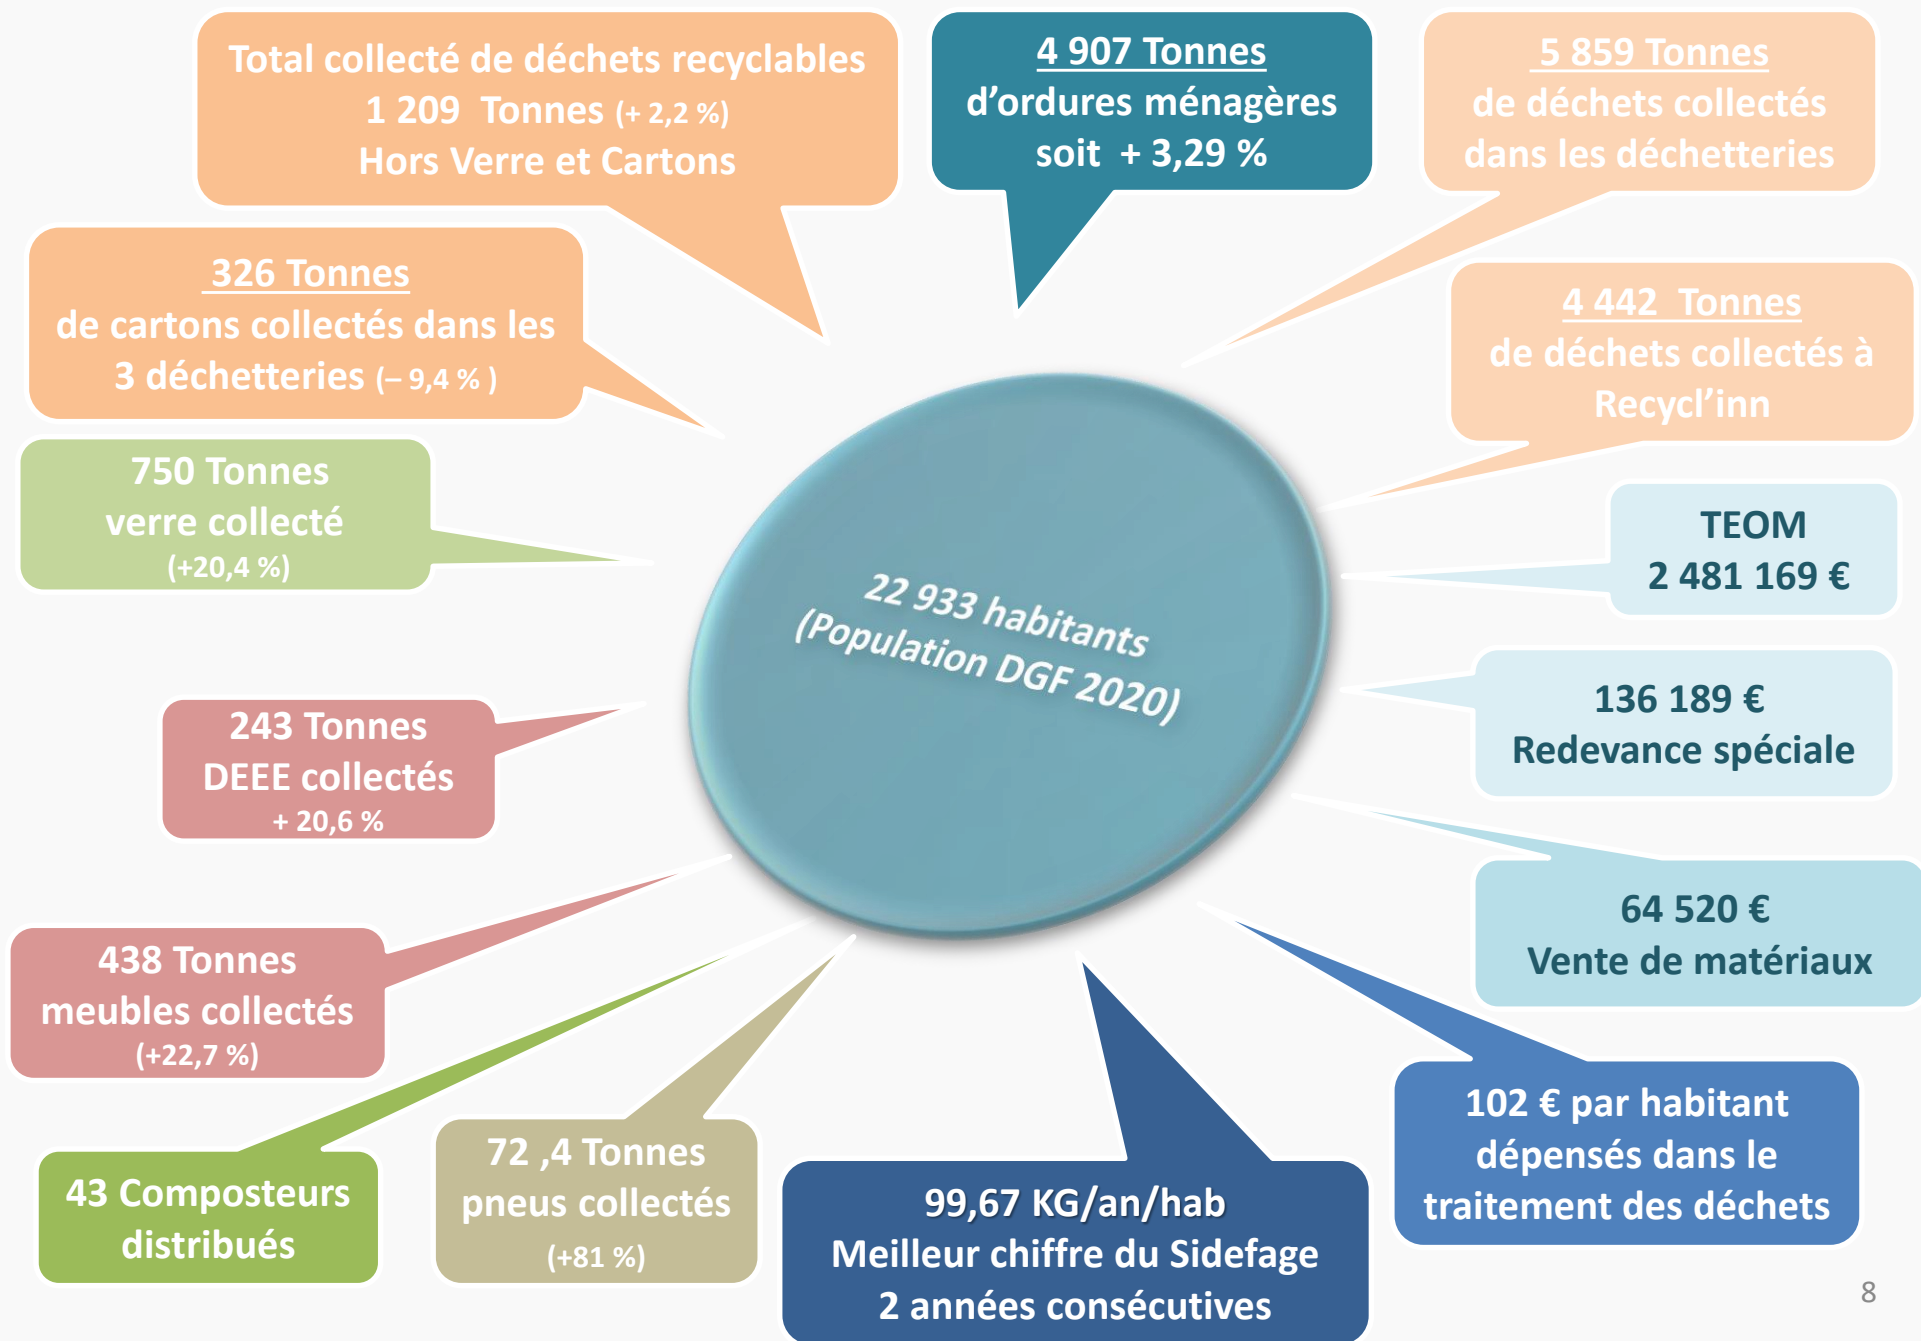 Total collecté de déchets recyclables
1 209 Tonnes (+ 2,2 %)
Hors Verre et Cartons
4 907 Tonnes
d’ordures ménagères
soit + 3,29 %
5 859 Tonnes
de déchets collectés
dans les déchetteries
326 Tonnes
de cartons collectés dans les
3 déchetteries (– 9,4 % )
4 442 Tonnes
de déchets collectés à
Recycl’inn
750 Tonnes
verre collecté
(+20,4 %)
TEOM
2 481 169 €
22 933 habitants
(Population DGF 2020)
136 189 €
Redevance spéciale
243 Tonnes
DEEE collectés
+ 20,6 %
64 520 €
Vente de matériaux
438 Tonnes
meubles collectés
(+22,7 %)
102 € par habitant
dépensés dans le
traitement des déchets
43 Composteurs
distribués
72 ,4 Tonnes
pneus collectés
(+81 %)
99,67 KG/an/hab
Meilleur chiffre du Sidefage
2 années consécutives
8